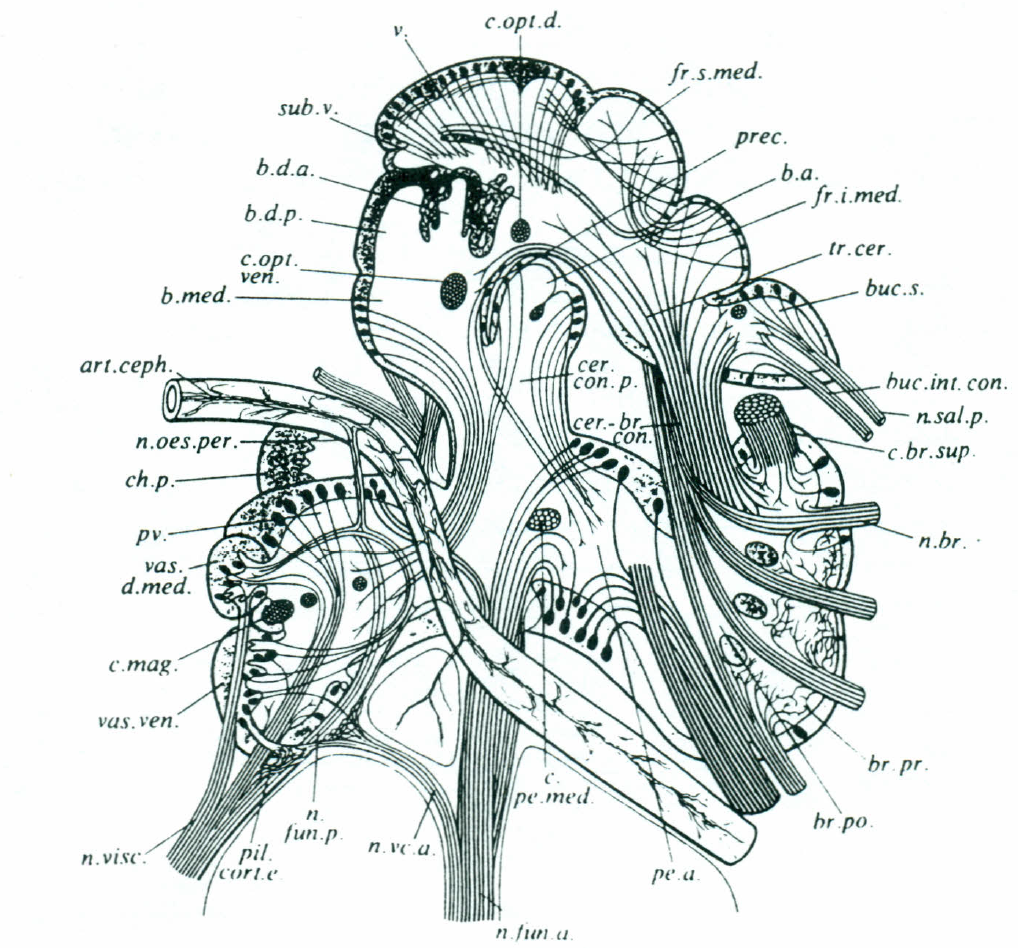 c.opt.d.
v.
fr.s.med.
sub.v.
prec.
b.d.a.
b.a.
b.d.p.
fr.i.med.
c.opt.
ven.
tr.cer.
b.med.
buc.s.
art.ceph.
cer.
con.p.
buc.int.con.
n.sal.p.
n.oes.per.
cer.-br.
con.
c.br.sup.
ch.p.
pv.
n.br.
vas.
d.med.
c.mag.
vas.ven.
br.pr.
c.
pe.med.
n.
fun.p.
br.po.
n.visc.
pil.
cort.e.
n.vc.a.
pe.a.
n.fun.a.